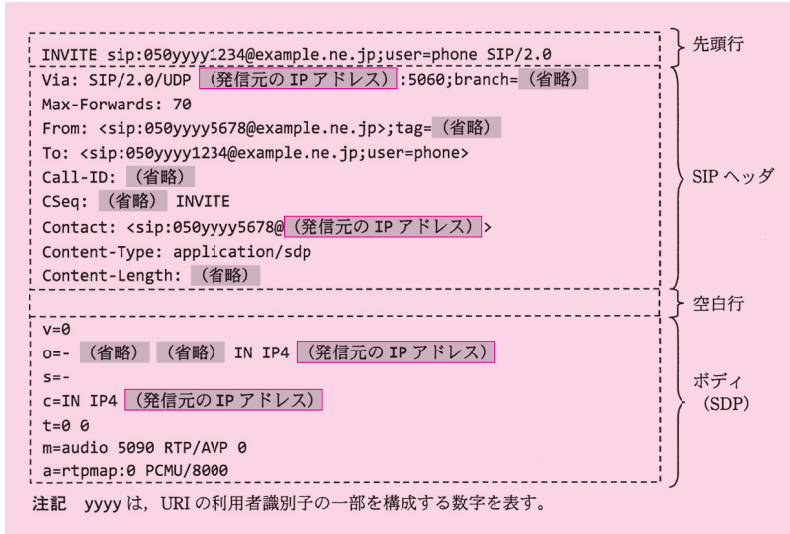 INVITE sip:050yyyy1234@example.ne.jp;user=phone SIP/2.0
先頭行
Via: SIP/2.0/UDP （発信元の IP アドレス） :5060;branch= （省略）
Max-Forwards: 70
From: <sip:050yyyy5678@example.ne.jp>;tag= （省略）
To: <sip:050yyyy1234@example.ne.jp;user=phone>
Call-ID: （省略）
CSeq: （省略） INVITE
Contact: <sip:050yyyy5678@ （発信元の IP アドレス） >
Content-Type: application/sdp
Content-Length: （省略）
SIP ヘッダ
空白行
v=0
o=- （省略） （省略） IN IP4 （発信元の IP アドレス）
s=-
c=IN IP4 （発信元の IP アドレス）
t=0 0
m=audio 5090 RTP/AVP 0
a=rtpmap:0 PCMU/8000
ボディ
（SDP）
注記 yyyy は，URI の利用者識別子の一部を構成する数字を表す。